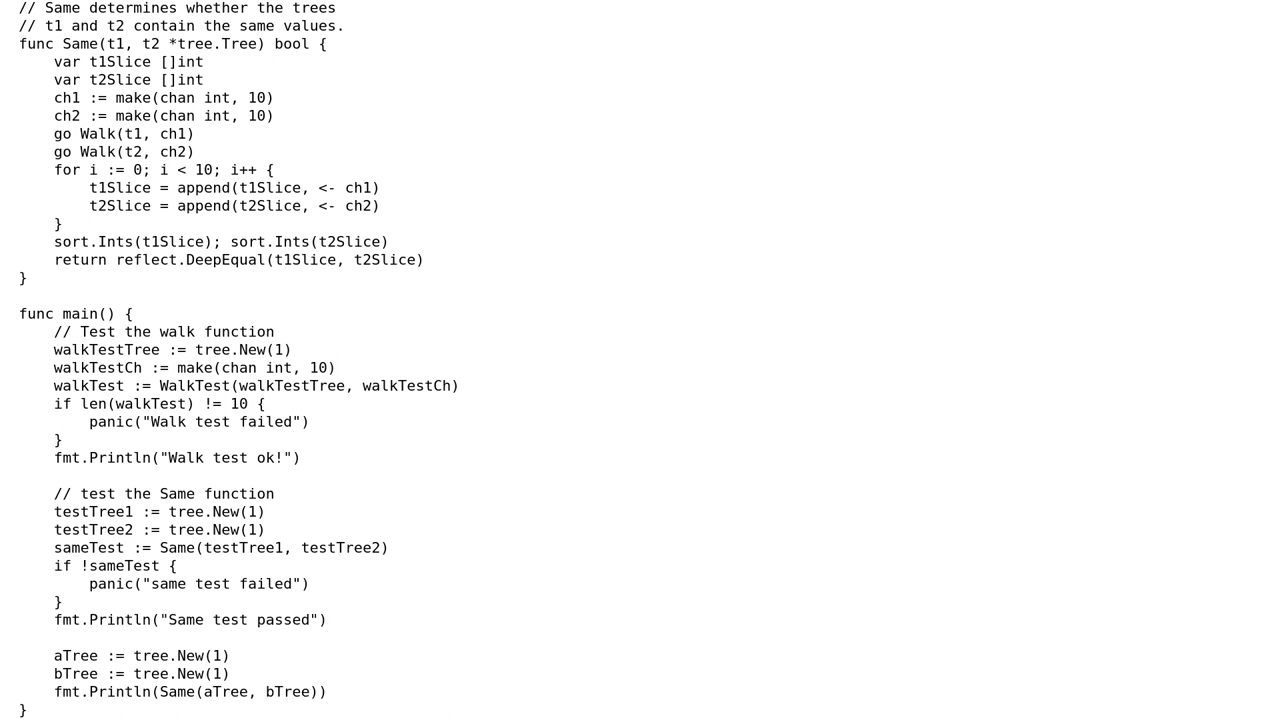 // Same determines whether the trees
// t1 and t2 contain the same values.
func Same(t1, t2 *tree.Tree) bool {
    var t1Slice []int
    var t2Slice []int
    ch1 := make(chan int, 10)
    ch2 := make(chan int, 10)
    go Walk(t1, ch1)
    go Walk(t2, ch2)
    for i := 0; i < 10; i++ {
        t1Slice = append(t1Slice, <- ch1)
        t2Slice = append(t2Slice, <- ch2)
    }
    sort.Ints(t1Slice); sort.Ints(t2Slice)
    return reflect.DeepEqual(t1Slice, t2Slice)
}

func main() {
    // Test the walk function
    walkTestTree := tree.New(1)
    walkTestCh := make(chan int, 10)
    walkTest := WalkTest(walkTestTree, walkTestCh)
    if len(walkTest) != 10 {
        panic("Walk test failed")
    }
    fmt.Println("Walk test ok!")

    // test the Same function
    testTree1 := tree.New(1)
    testTree2 := tree.New(1)
    sameTest := Same(testTree1, testTree2)
    if !sameTest {
        panic("same test failed")
    }
    fmt.Println("Same test passed")

    aTree := tree.New(1)
    bTree := tree.New(1)
    fmt.Println(Same(aTree, bTree))
}